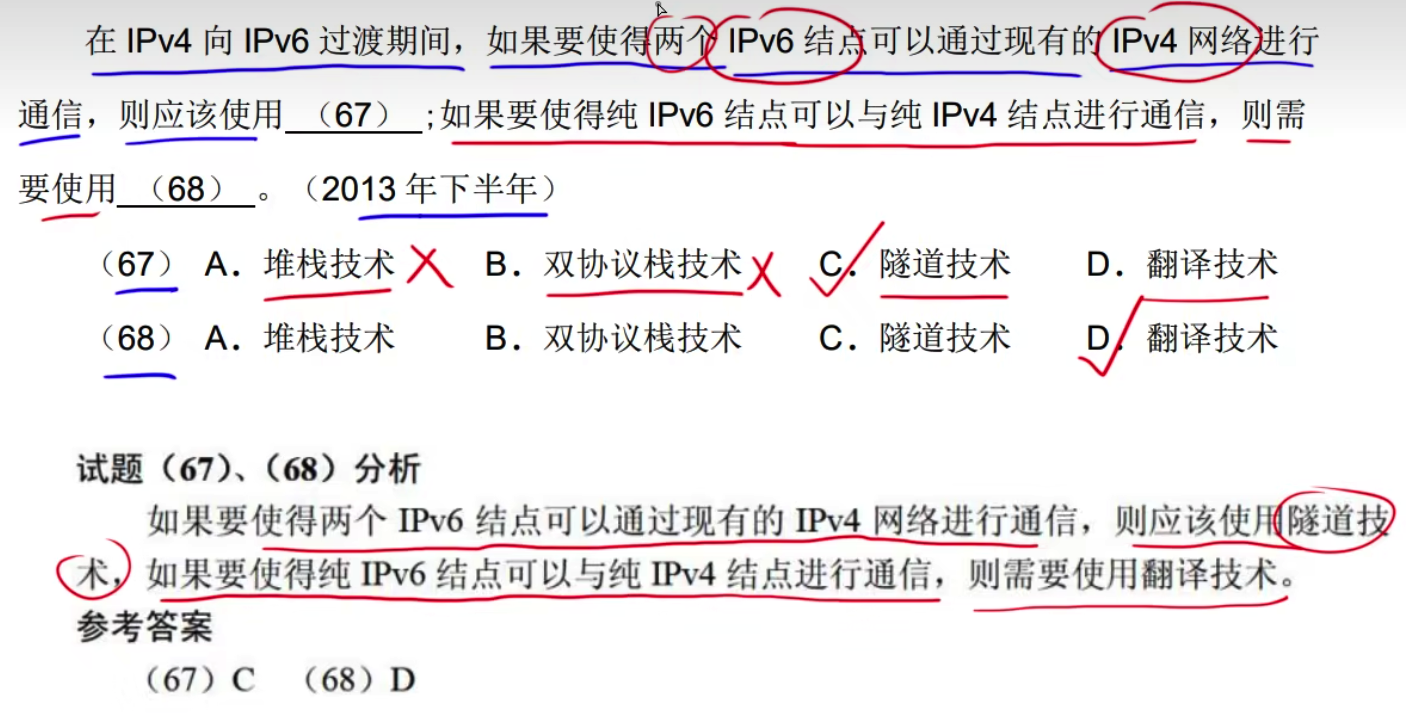 在 IPv4 向 IPv6 过渡期间，如果要使得两个 IPv6 结点可以通过现有的 IPv4 网络进行
通信，则应该使用 （67） ;如果要使得纯 IPv6 结点可以与纯 IPv4 结点进行通信，则需
要使用 （68） 。（2013 年下半年）
（67） A．堆栈技术 B．双协议栈技术 C．隧道技术 D．翻译技术
（68） A．堆栈技术 B．双协议栈技术 C．隧道技术 D．翻译技术
试题（67）、（68）分析
如果要使得两个 IPv6 结点可以通过现有的 IPv4 网络进行通信，则应该使用隧道技
术，如果要使得纯 IPv6 结点可以与纯 IPv4 结点进行通信，则需要使用翻译技术。
参考答案
（67）C （68）D